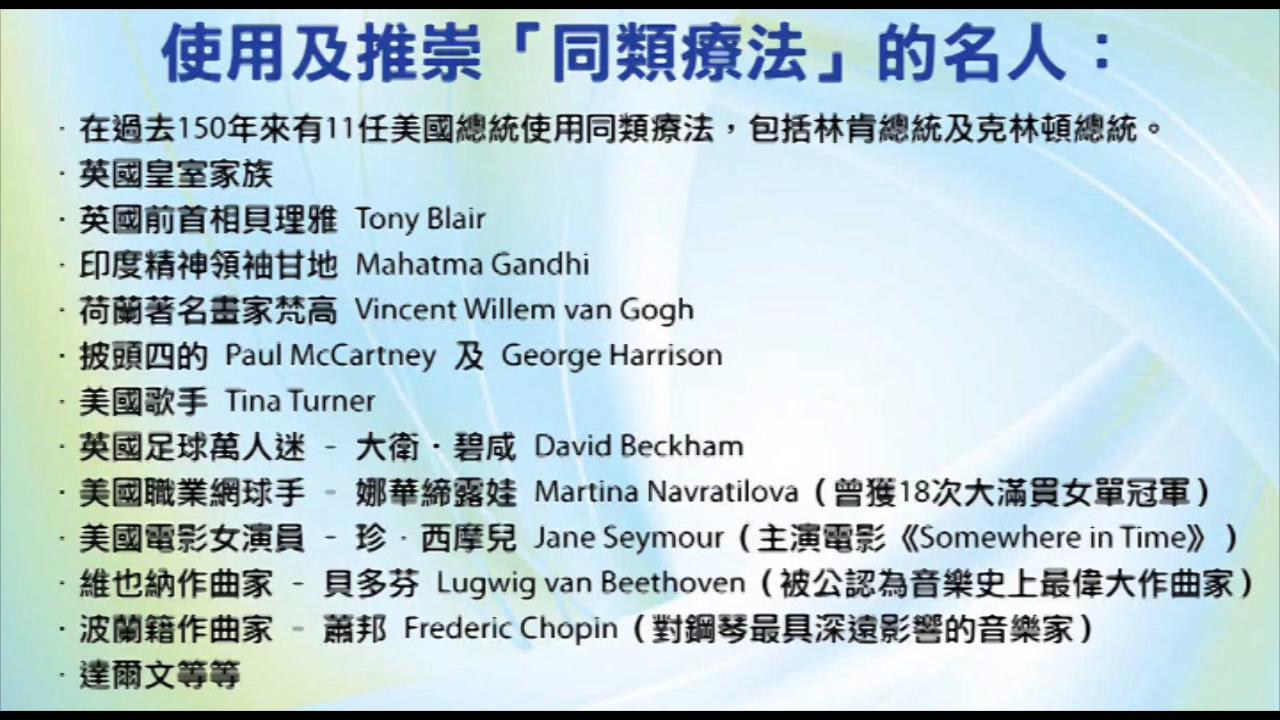 使用及推崇「同類療法」的名人：
· 在過去150年來有11任美國總統使用同類療法，包括林肯總統及克林頓總統。
· 英國皇室家族
· 英國前首相貝理雅 Tony Blair
· 印度精神領袖甘地 Mahatma Gandhi
· 荷蘭著名畫家梵高 Vincent Willem van Gogh
· 披頭四的 Paul McCartney 及 George Harrison
· 美國歌手 Tina Turner
· 英國足球萬人迷 - 大衛·碧咸 David Beckham
· 美國職業網球手 - 娜華締露娃 Martina Navratilova（曾獲18次大滿貫女單冠軍）
· 美國電影女演員 - 珍·西摩兒 Jane Seymour（主演電影《Somewhere in Time》）
· 維也納作曲家 - 貝多芬 Lugwig van Beethoven（被公認為音樂史上最偉大作曲家）
· 波蘭籍作曲家 - 蕭邦 Frederic Chopin（對鋼琴最具深遠影響的音樂家）
· 達爾文等等